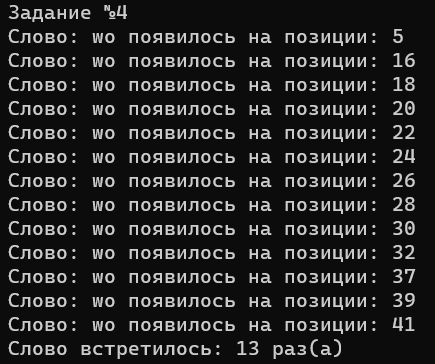 Задание №4
Слово: wo появилось на позиции: 5
Слово: wo появилось на позиции: 16
Слово: wo появилось на позиции: 18
Слово: wo появилось на позиции: 20
Слово: wo появилось на позиции: 22
Слово: wo появилось на позиции: 24
Слово: wo появилось на позиции: 26
Слово: wo появилось на позиции: 28
Слово: wo появилось на позиции: 30
Слово: wo появилось на позиции: 32
Слово: wo появилось на позиции: 37
Слово: wo появилось на позиции: 39
Слово: wo появилось на позиции: 41
Слово встретилось: 13 раз(а)